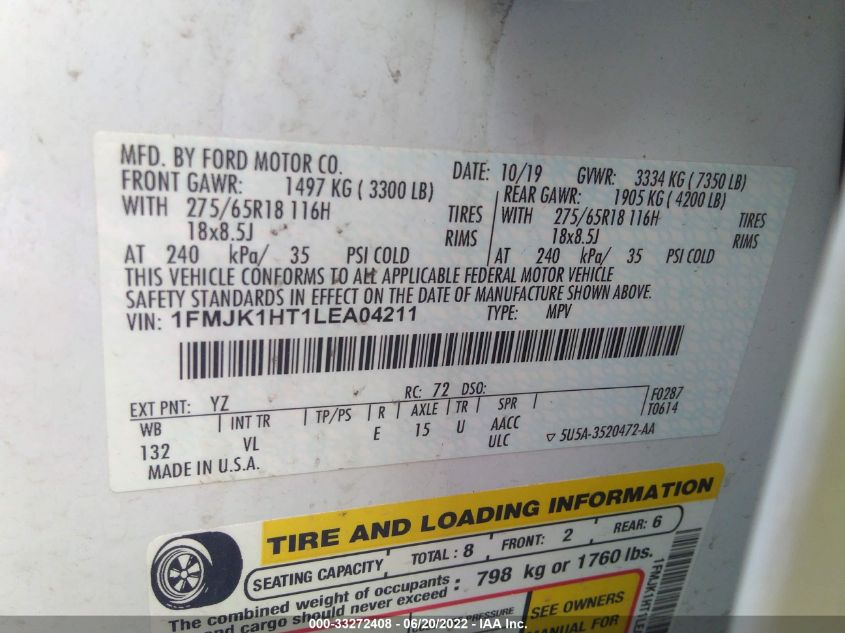 MFD. BY FORD MOTOR CO. DATE: 10/19 GVWR: 3334 KG ( 7350 LB)
FRONT GAWR: 1497 KG ( 3300 LB) REAR GAWR: 1905 KG ( 4200 LB)
WITH 275/65R18 116H TIRES WITH 275/65R18 116H TIRES
18x8.5J RIMS 18x8.5J RIMS
AT 240 kPa/ 35 PSI COLD AT 240 kPa/ 35 PSI COLD
THIS VEHICLE CONFORMS TO ALL APPLICABLE FEDERAL MOTOR VEHICLE
SAFETY STANDARDS IN EFFECT ON THE DATE OF MANUFACTURE SHOWN ABOVE.
VIN: 1FMJK1HT1LEA04211 TYPE: MPV
EXT PNT: YZ RC: 72 DSO: F0287
WB INT TR TP/PS R AXLE TR SPR T0614
132 VL E 15 U AACC
ULC ▽ 5U5A-3520472-AA
MADE IN U.S.A.
TIRE AND LOADING INFORMATION
SEATING CAPACITY TOTAL : 8 FRONT: 2 REAR: 6
The combined weight of occupants : 798 kg or 1760 lbs.
and cargo should never exceed
PRESSURE SEE OWNERS
MANUAL FOR
1FMJK1HT1LE
000-33272408 - 06/20/2022 - IAA, Inc.